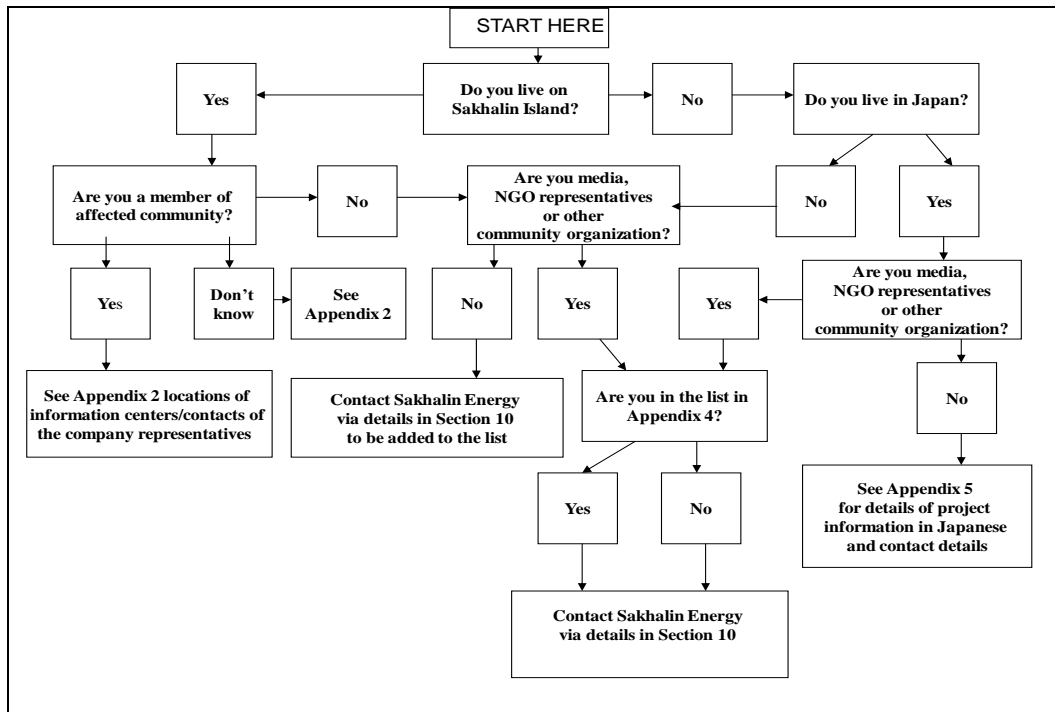 START HERE
Yes
Do you live on
Sakhalin Island?
No
Do you live in Japan?
Are you a member of
affected community?
No
Are you media,
NGO representatives
or other
community organization?
No
Yes
Yes
Don't
know
See
Appendix 2
No
Yes
Yes
Are you media,
NGO representatives
or other
community organization?
See Appendix 2 locations of
information centers/contacts of
the company representatives
Contact Sakhalin Energy
via details in Section 10
to be added to the list
Are you in the list in
Appendix 4?
No
Yes
No
See Appendix 5
for details of project
information in Japanese
and contact details
Contact Sakhalin Energy
via details in Section 10